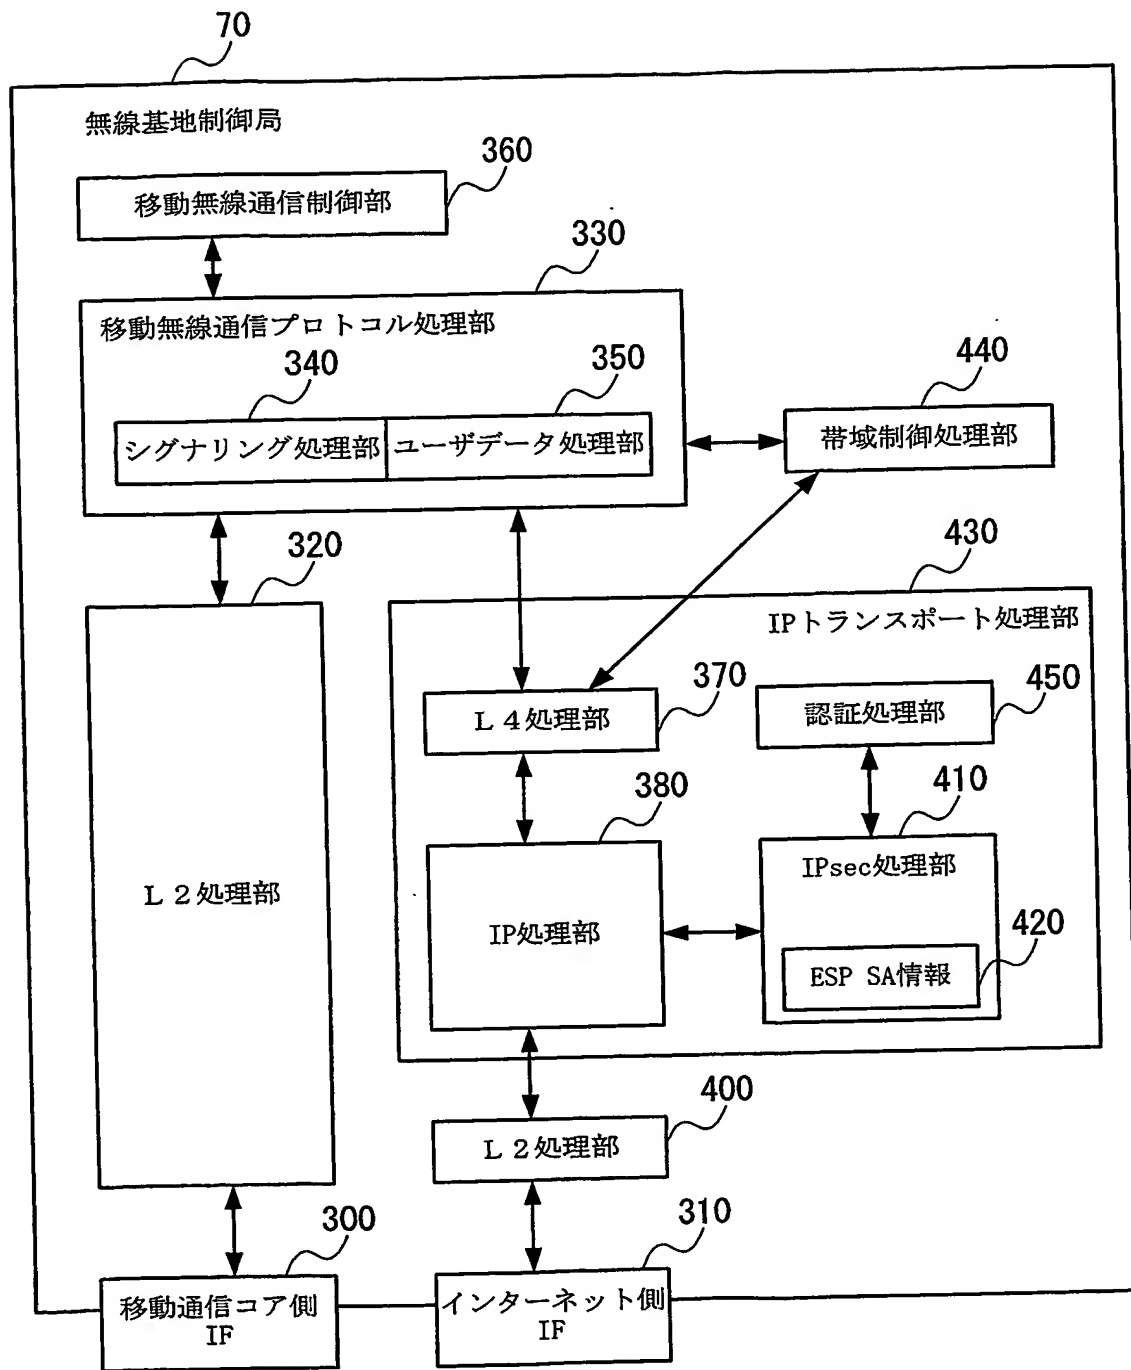 70
無線基地制御局
360
移動無線通信制御部
330
移動無線通信プロトコル処理部
340
350
440
シグナリング処理部
ユーザデータ処理部
帯域制御処理部
320
430
IPトランスポート処理部
370
450
L4処理部
認証処理部
380
410
L2処理部
IP処理部
IPsec処理部
420
ESP SA情報
400
L2処理部
300
310
移動通信コア側
IF
インターネット側
IF